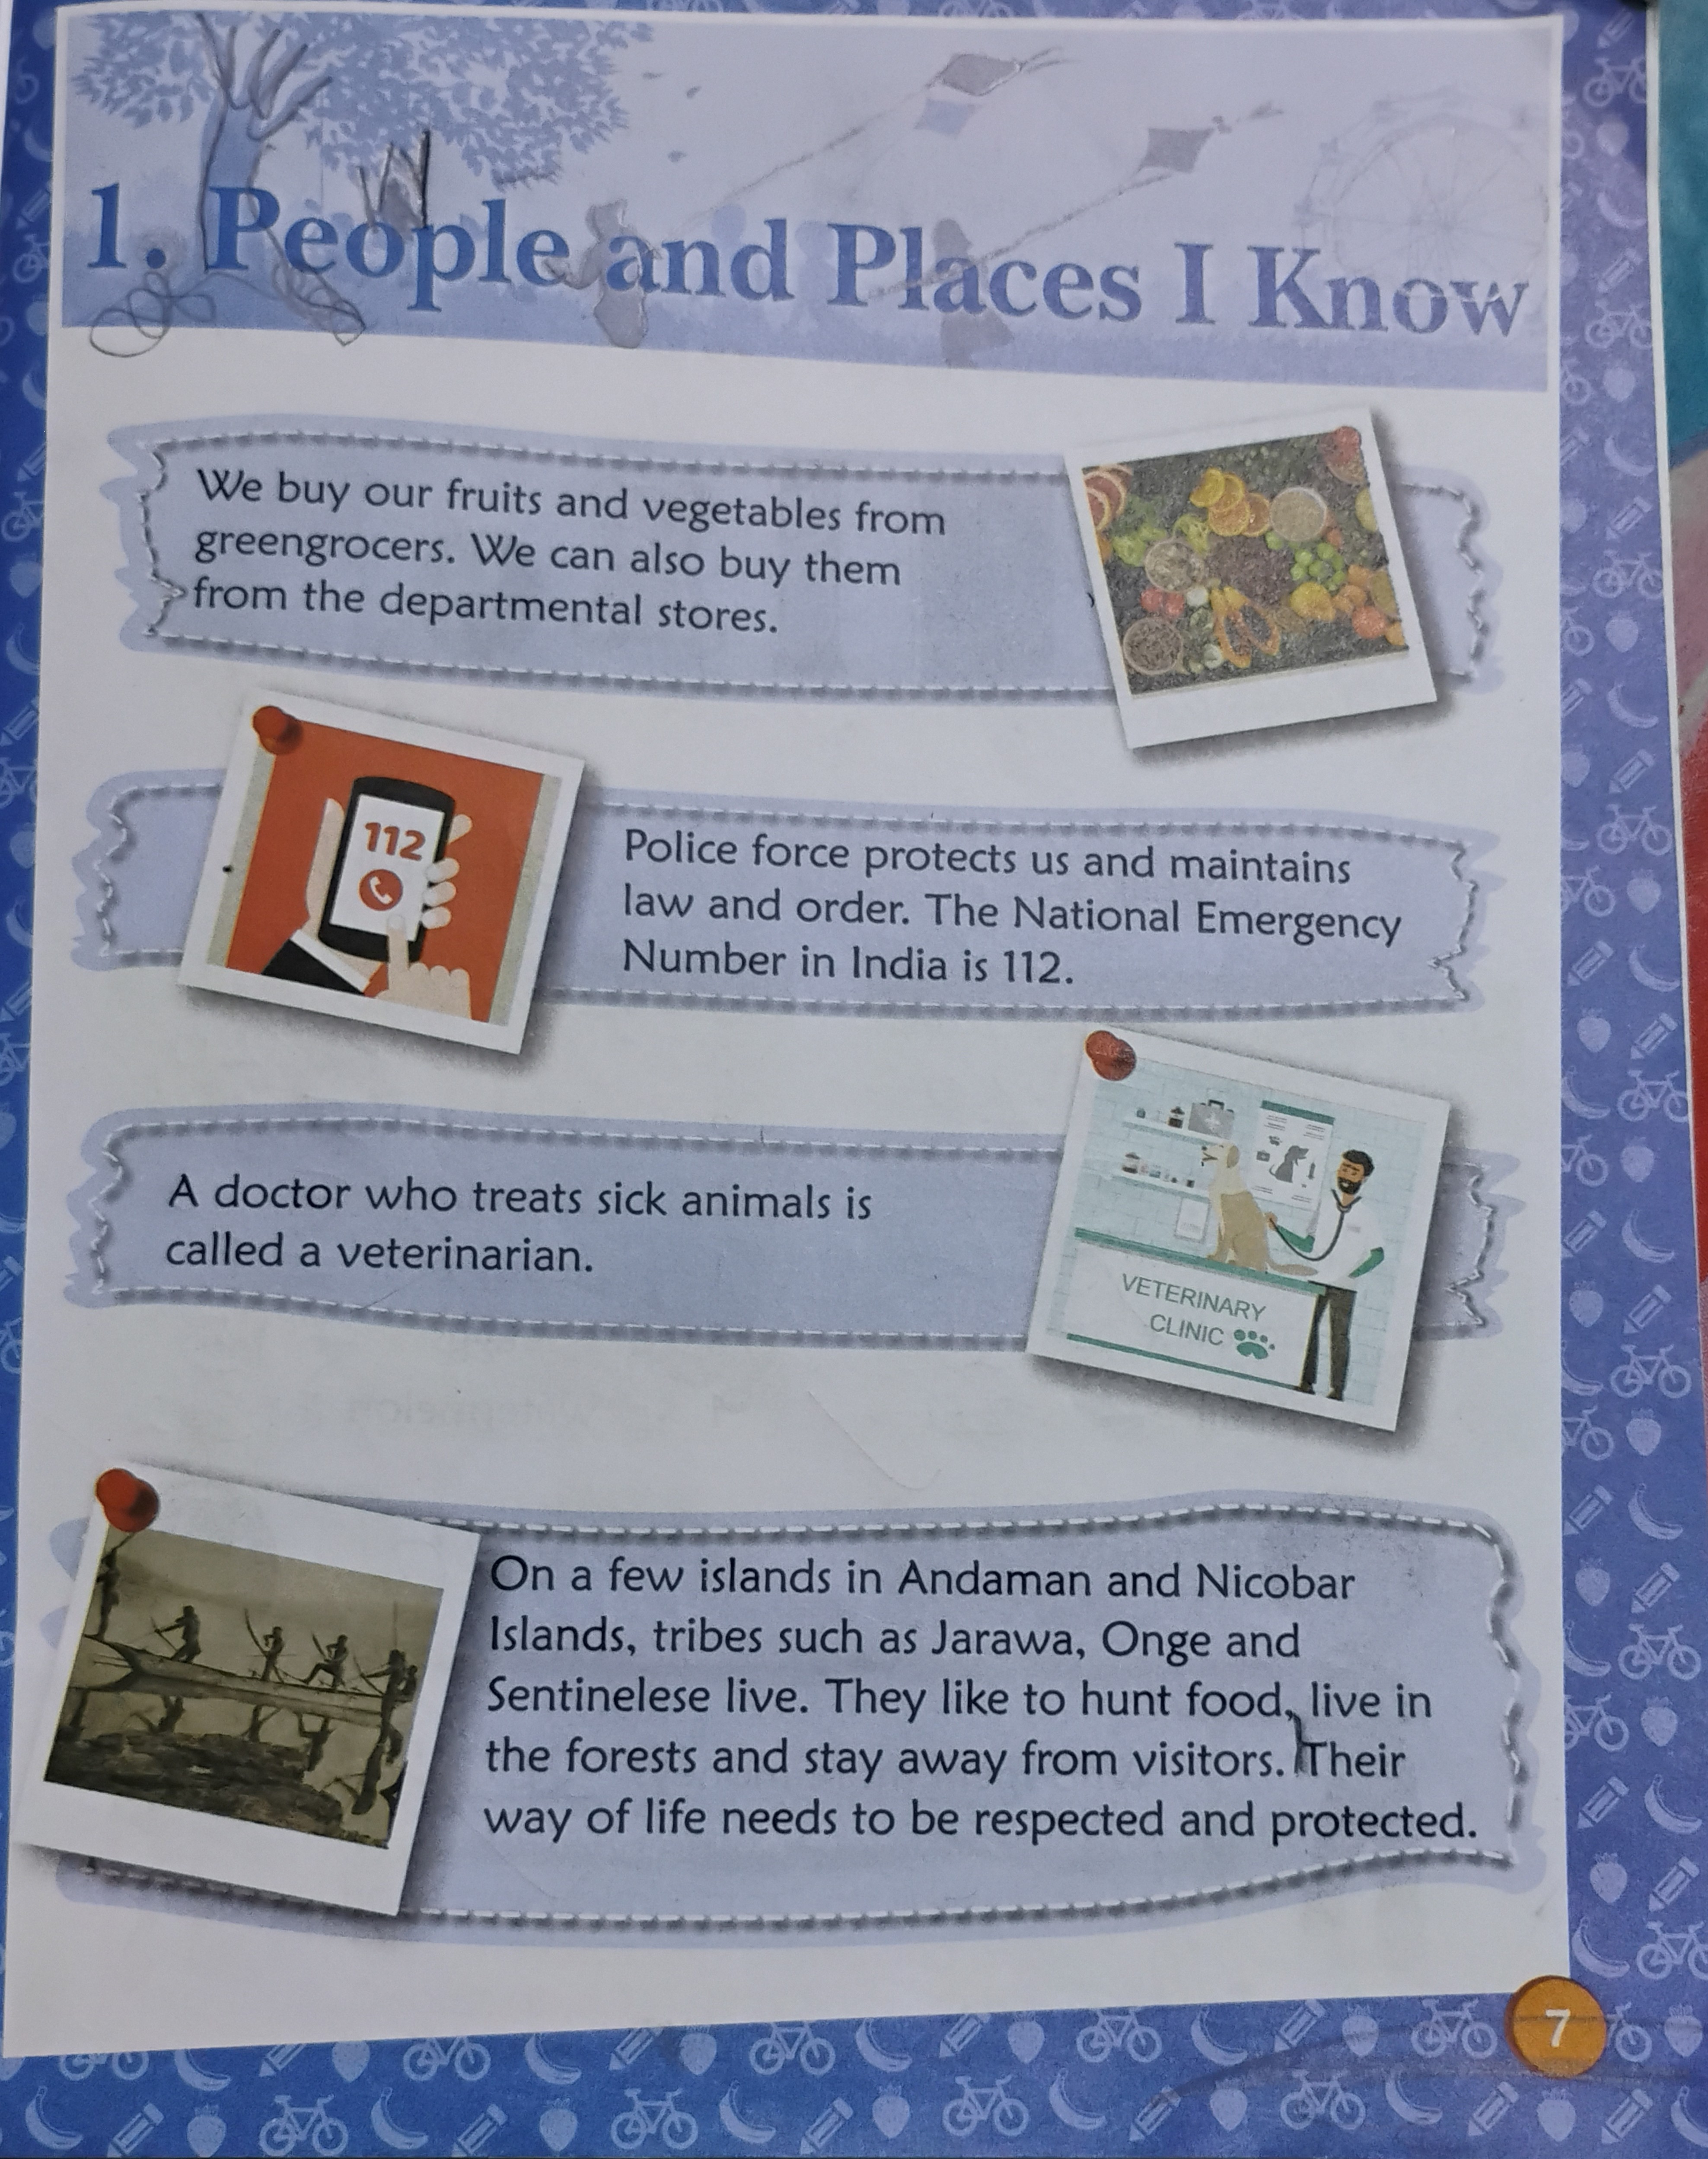 1. People and Places I Know
We buy our fruits and vegetables from
greengrocers. We can also buy them
from the departmental stores.
112
Police force protects us and maintains
law and order. The National Emergency
Number in India is 112.
A doctor who treats sick animals is
called a veterinarian.
VETERINARY
CLINIC
On a few islands in Andaman and Nicobar
Islands, tribes such as Jarawa, Onge and
Sentinelese live. They like to hunt food, live in
the forests and stay away from visitors. Their
way of life needs to be respected and protected.
7